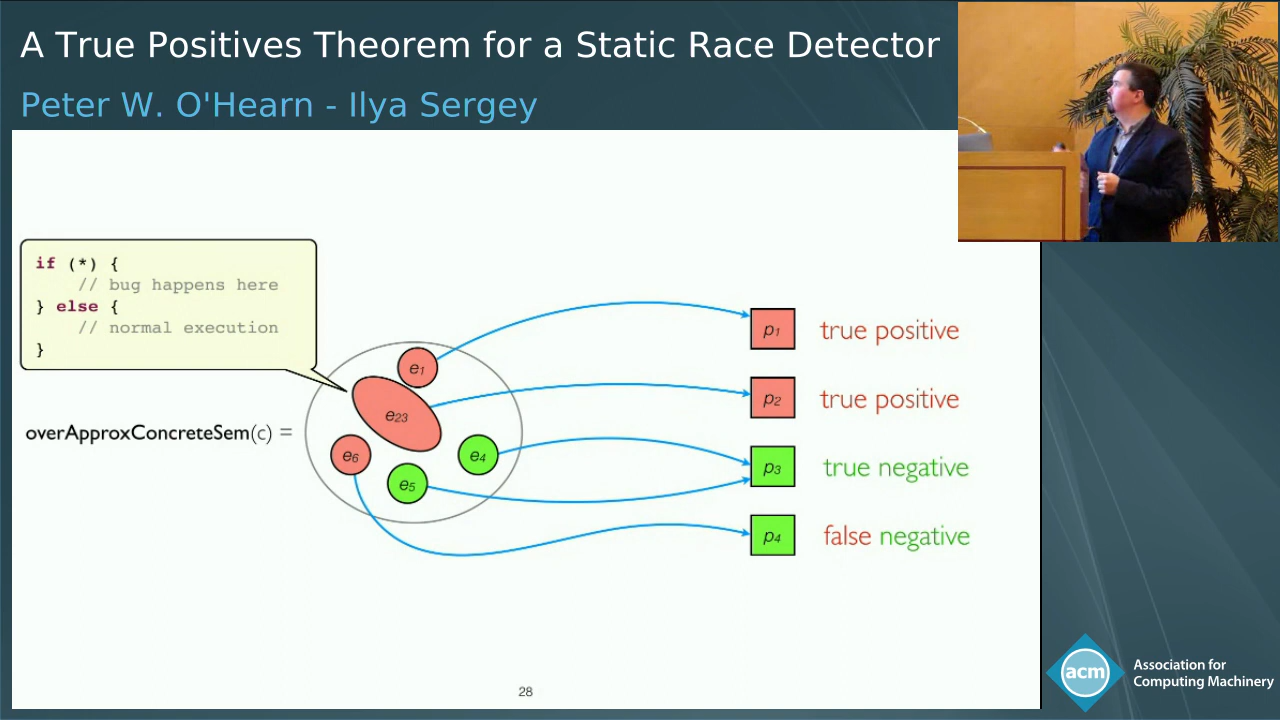 A True Positives Theorem for a Static Race Detector
Peter W. O'Hearn - Ilya Sergey
if (*) {
// bug happens here
} else {
// normal execution
}
overApproxConcreteSem(c) =
e1
e23
e6
e4
e5
p1 true positive
p2 true positive
p3 true negative
p4 false negative
28
acm
Association for
Computing Machinery